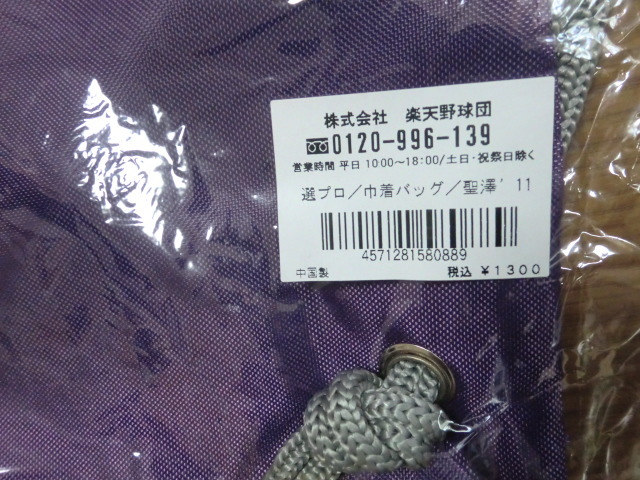 株式会社 楽天野球団
0120-996-139
営業時間 平日 10:00～18:00/土日・祝祭日除く
選プロ／巾着バッグ／聖澤'11
4571281580889
中国製 税込 ¥1300